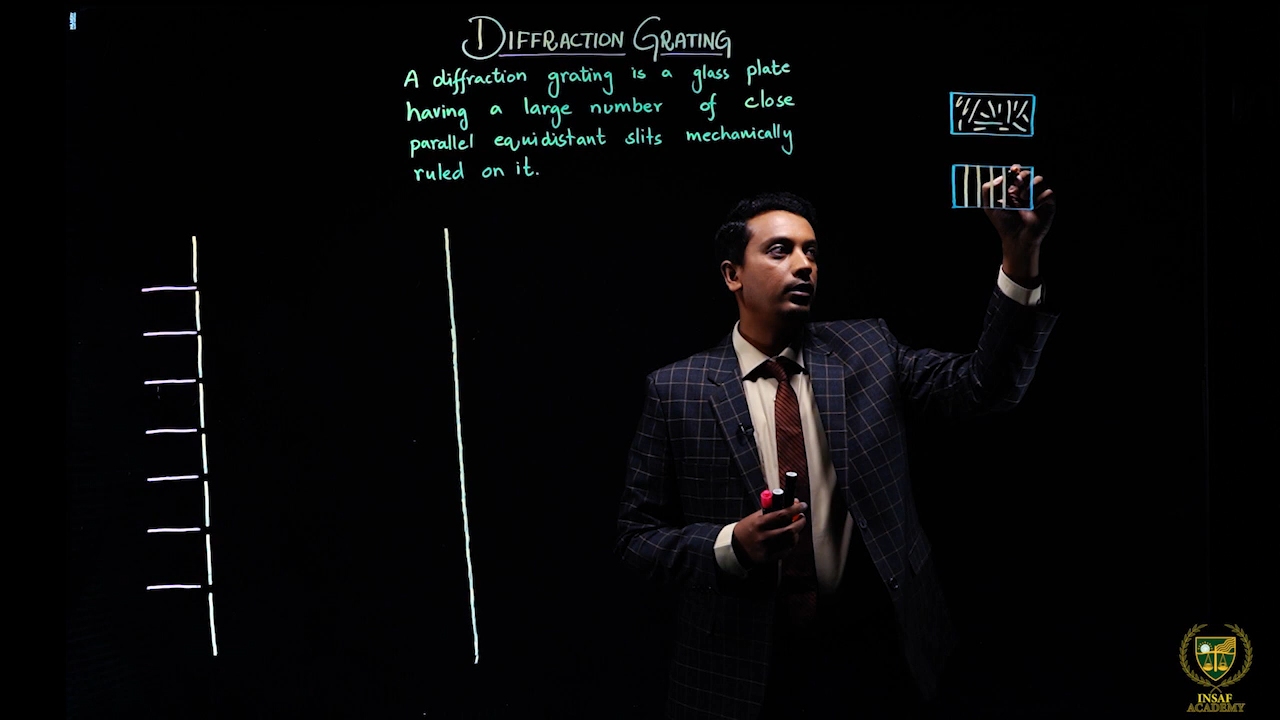 DIFFRACTION GRATING
A diffraction grating is a glass plate
having a large number of close
parallel equidistant slits mechanically
ruled on it.
INSAF
ACADEMY